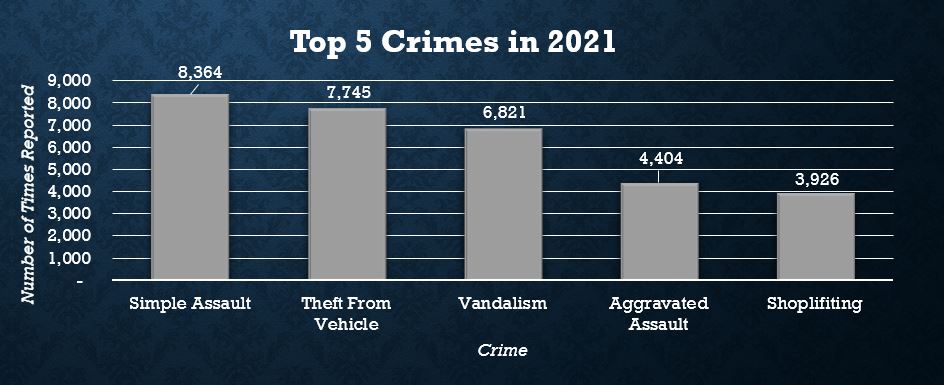 Top 5 Crimes in 2021
Number of Times Reported
9,000
8,000
7,000
6,000
5,000
4,000
3,000
2,000
1,000
-
8,364
7,745
6,821
4,404
3,926
Simple Assault
Theft From
Vehicle
Vandalism
Aggravated
Assault
Shoplifiting
Crime